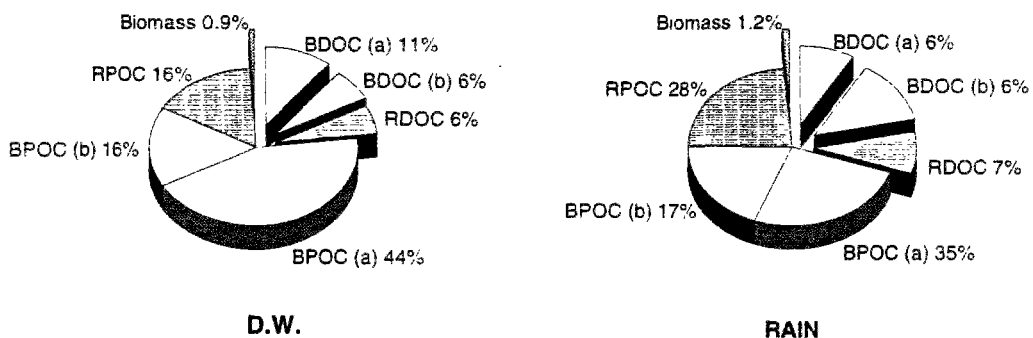 Biomass 0.9%
BDOC (a) 11%
BDOC (b) 6%
RDOC 6%
RPOC 16%
BPOC (b) 16%
BPOC (a) 44%
D.W.
Biomass 1.2%
BDOC (a) 6%
BDOC (b) 6%
RPOC 28%
RDOC 7%
BPOC (b) 17%
BPOC (a) 35%
RAIN